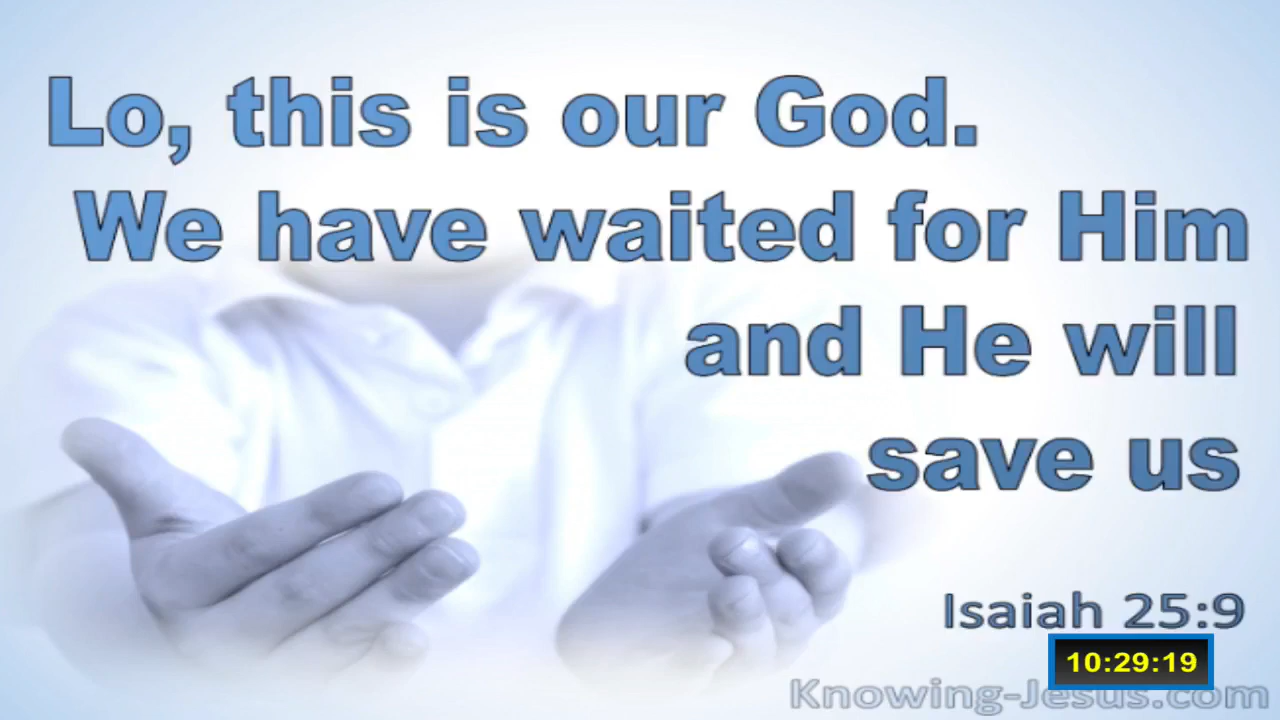 Lo, this is our God.
We have waited for Him
and He will
save us
Isaiah 25:9
10:29:19
Knowing-Jesus.com